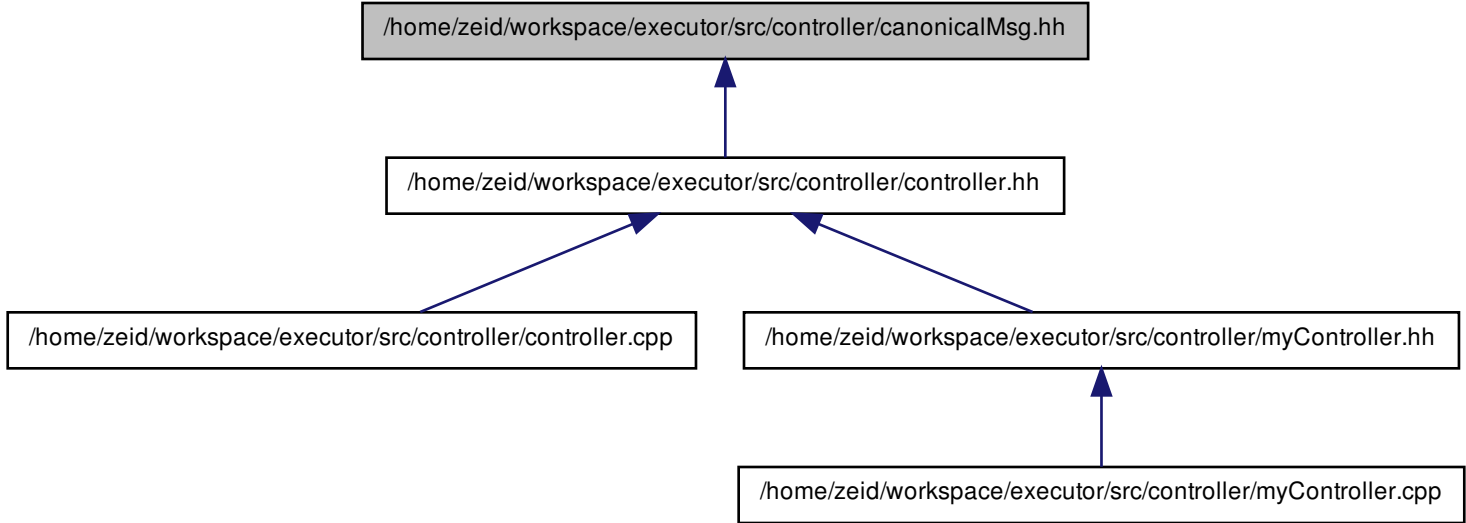 /home/zeid/workspace/executor/src/controller/canonicalMsg.hh
/home/zeid/workspace/executor/src/controller/controller.hh
/home/zeid/workspace/executor/src/controller/controller.cpp
/home/zeid/workspace/executor/src/controller/myController.hh
/home/zeid/workspace/executor/src/controller/myController.cpp